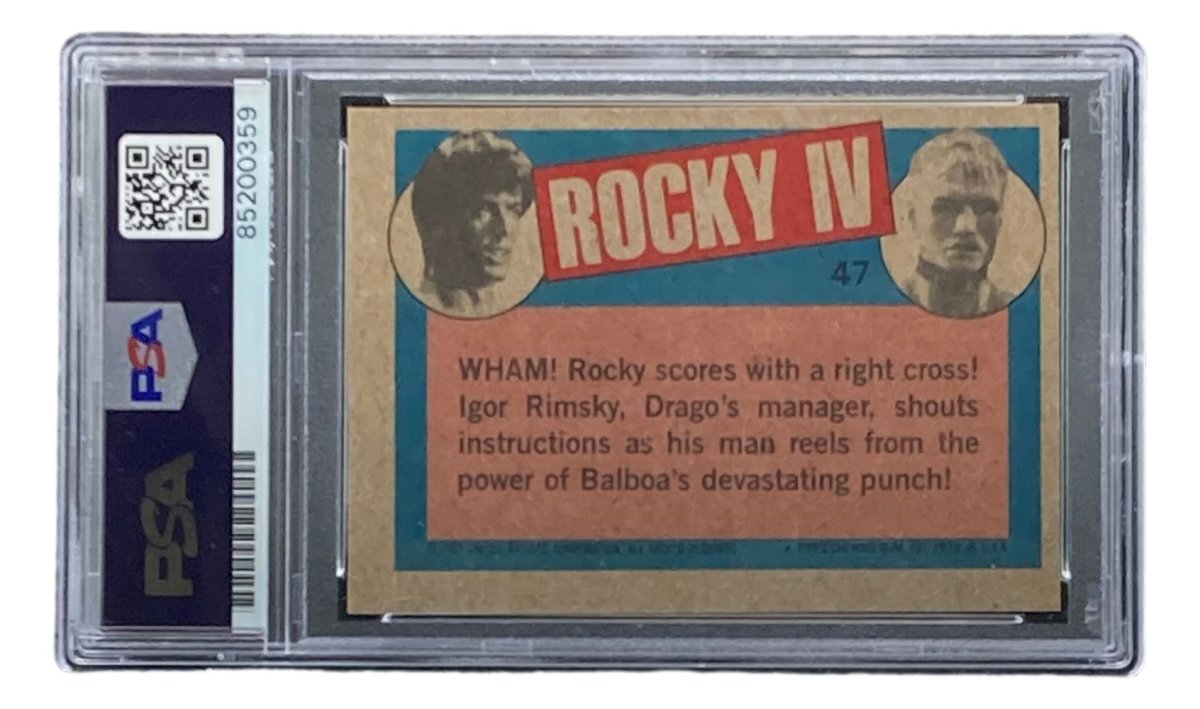 85200359
PSA
PSA
ROCKY IV
47
WHAM! Rocky scores with a right cross!
Igor Rimsky, Drago's manager, shouts
instructions as his man reels from the
power of Balboa's devastating punch!